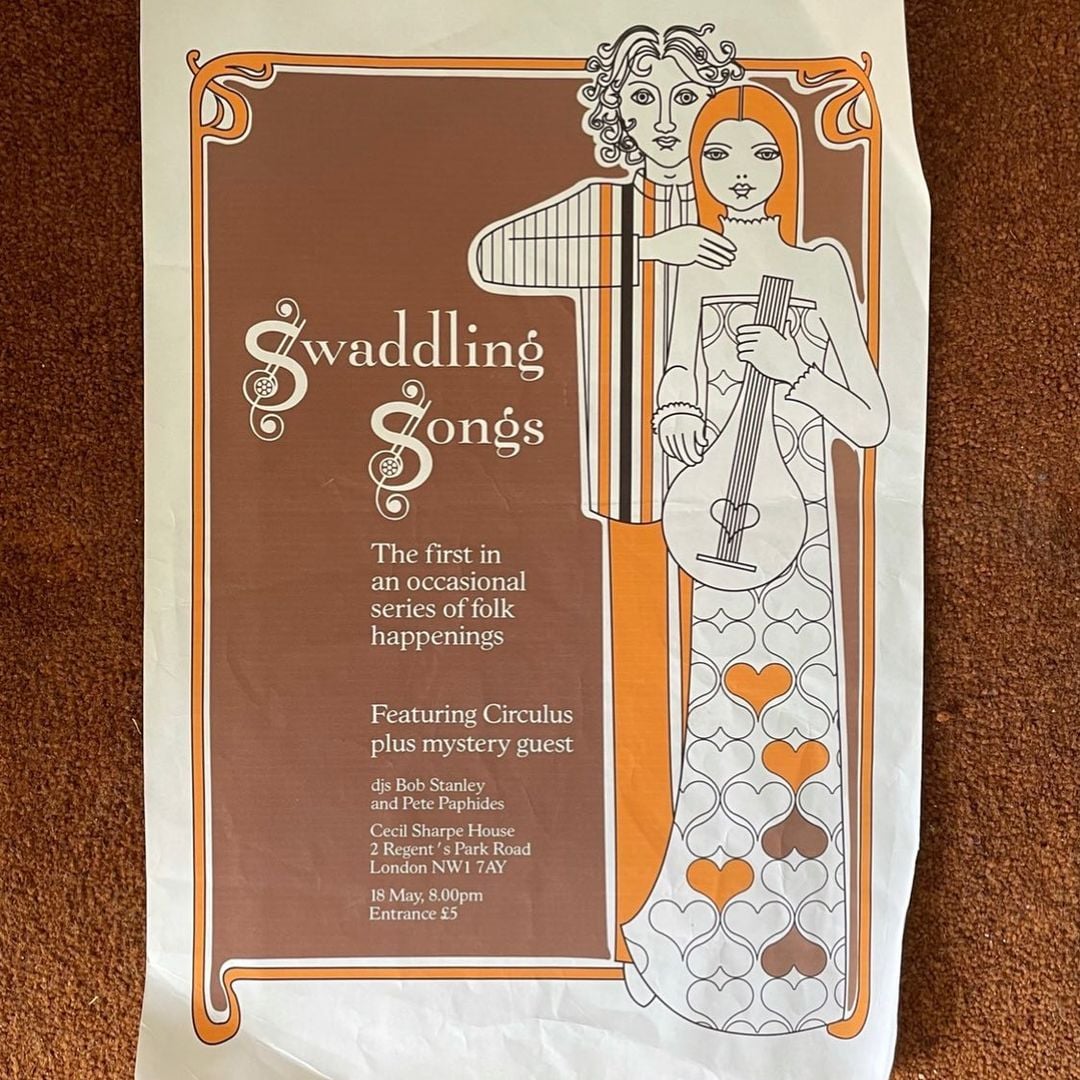 Swaddling
Songs
The first in
an occasional
series of folk
happenings
Featuring Circulus
plus mystery guest
djs Bob Stanley
and Pete Paphides
Cecil Sharpe House
2 Regent's Park Road
London NW1 7AY
18 May, 8.00pm
Entrance £5